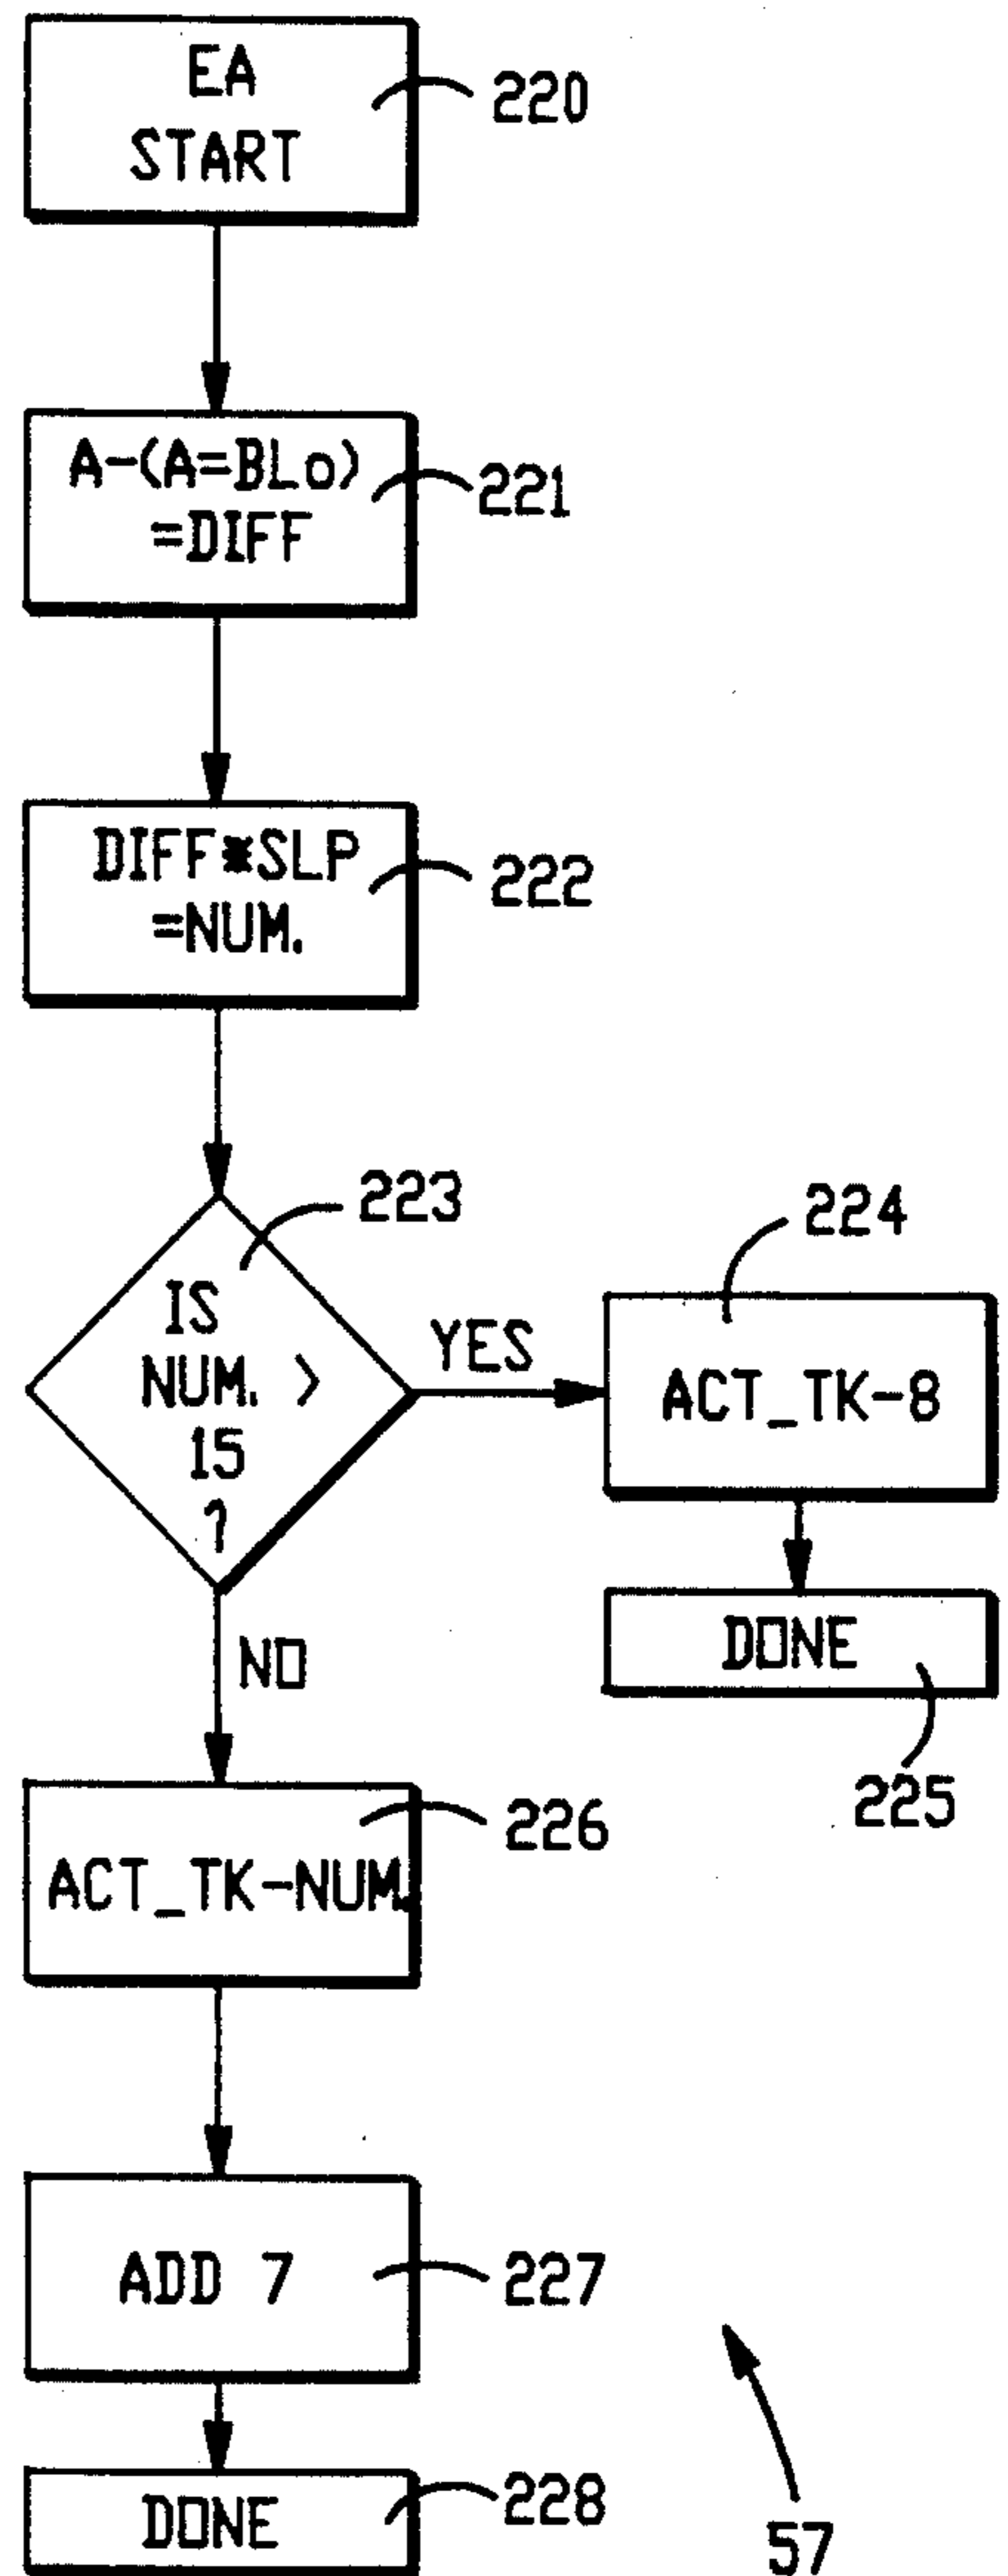 EA
START
220
A-(A=BLo)
=DIFF
221
DIFF*SLP
=NUM.
222
223
IS
NUM. >
15
?
YES
224
ACT_TK-8
DONE
225
NO
226
ACT_TK-NUM.
ADD 7
227
DONE
228
57